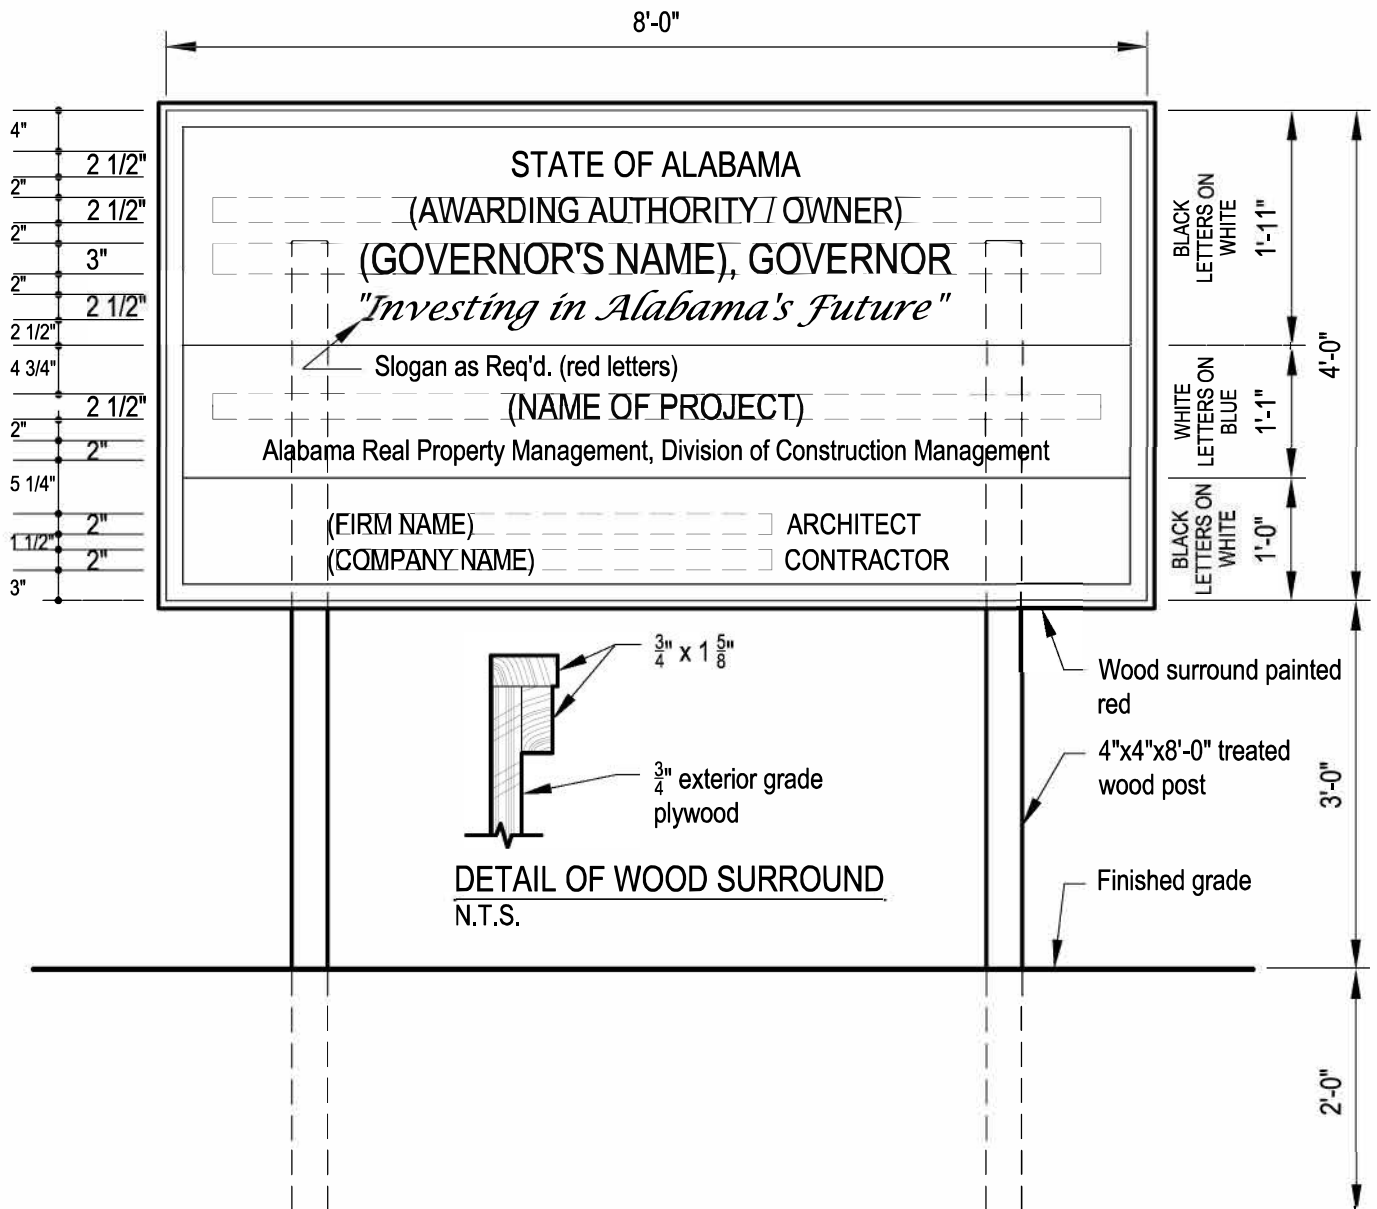 8'-0"
4"
2 1/2"
2"
2 1/2"
2"
3"
2"
2 1/2"
2 1/2"
4 3/4"
2 1/2"
2"
2"
5 1/4"
2"
1 1/2"
2"
3"
STATE OF ALABAMA
(AWARDING AUTHORITY / OWNER)
(GOVERNOR'S NAME), GOVERNOR
"Investing in Alabama's Future"
Slogan as Req'd. (red letters)
(NAME OF PROJECT)
Alabama Real Property Management, Division of Construction Management
(FIRM NAME) ARCHITECT
(COMPANY NAME) CONTRACTOR
BLACK
LETTERS ON
WHITE
1'-11"
WHITE
LETTERS ON
BLUE
1'-1"
BLACK
LETTERS ON
WHITE
1'-0"
4'-0"
3/4" x 1 5/8"
3/4" exterior grade
plywood
DETAIL OF WOOD SURROUND
N.T.S.
Wood surround painted
red
4"x4"x8'-0" treated
wood post
Finished grade
3'-0"
2'-0"